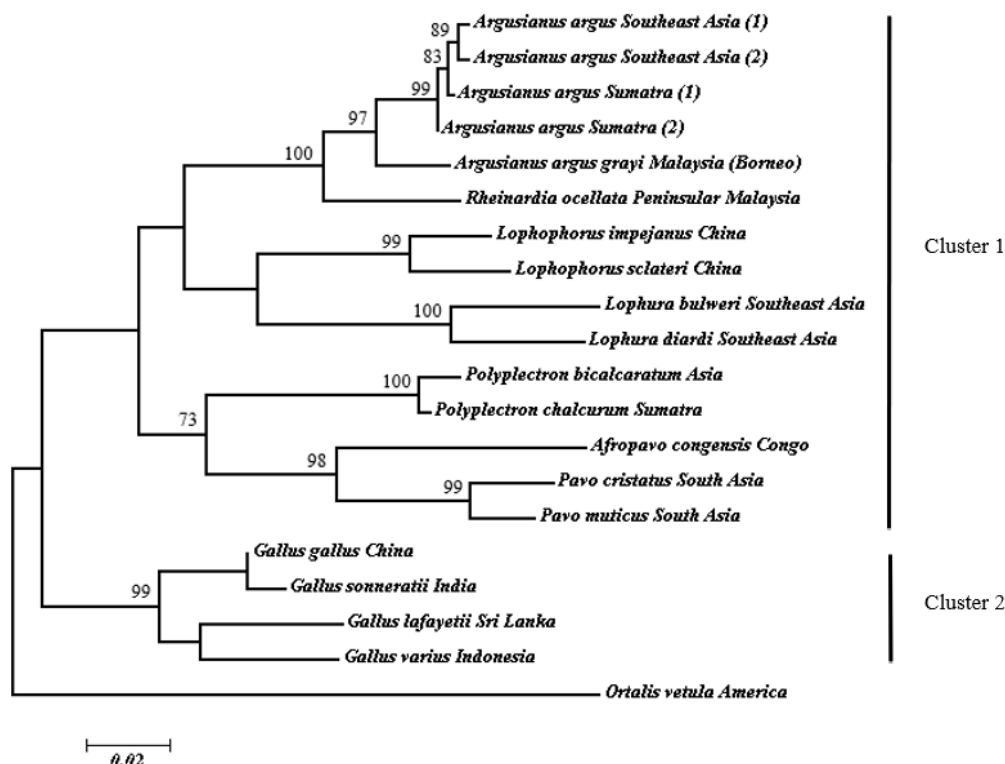 Argusianus argus Southeast Asia (1)
89
Argusianus argus Southeast Asia (2)
83
Argusianus argus Sumatra (1)
99
Argusianus argus Sumatra (2)
97
Argusianus argus grayi Malaysia (Borneo)
100
Rheinardia ocellata Peninsular Malaysia
Lophophorus impejanus China
Cluster 1
99
Lophophorus sclateri China
Lophura bulweri Southeast Asia
100
Lophura diardi Southeast Asia
Polyplectron bicalcaratum Asia
100
Polyplectron chalcurum Sumatra
73
Afropavo congensis Congo
98
Pavo cristatus South Asia
99
Pavo muticus South Asia
Gallus gallus China
99
Gallus sonneratii India
Cluster 2
Gallus lafayetii Sri Lanka
Gallus varius Indonesia
Ortalis vetula America
0.02